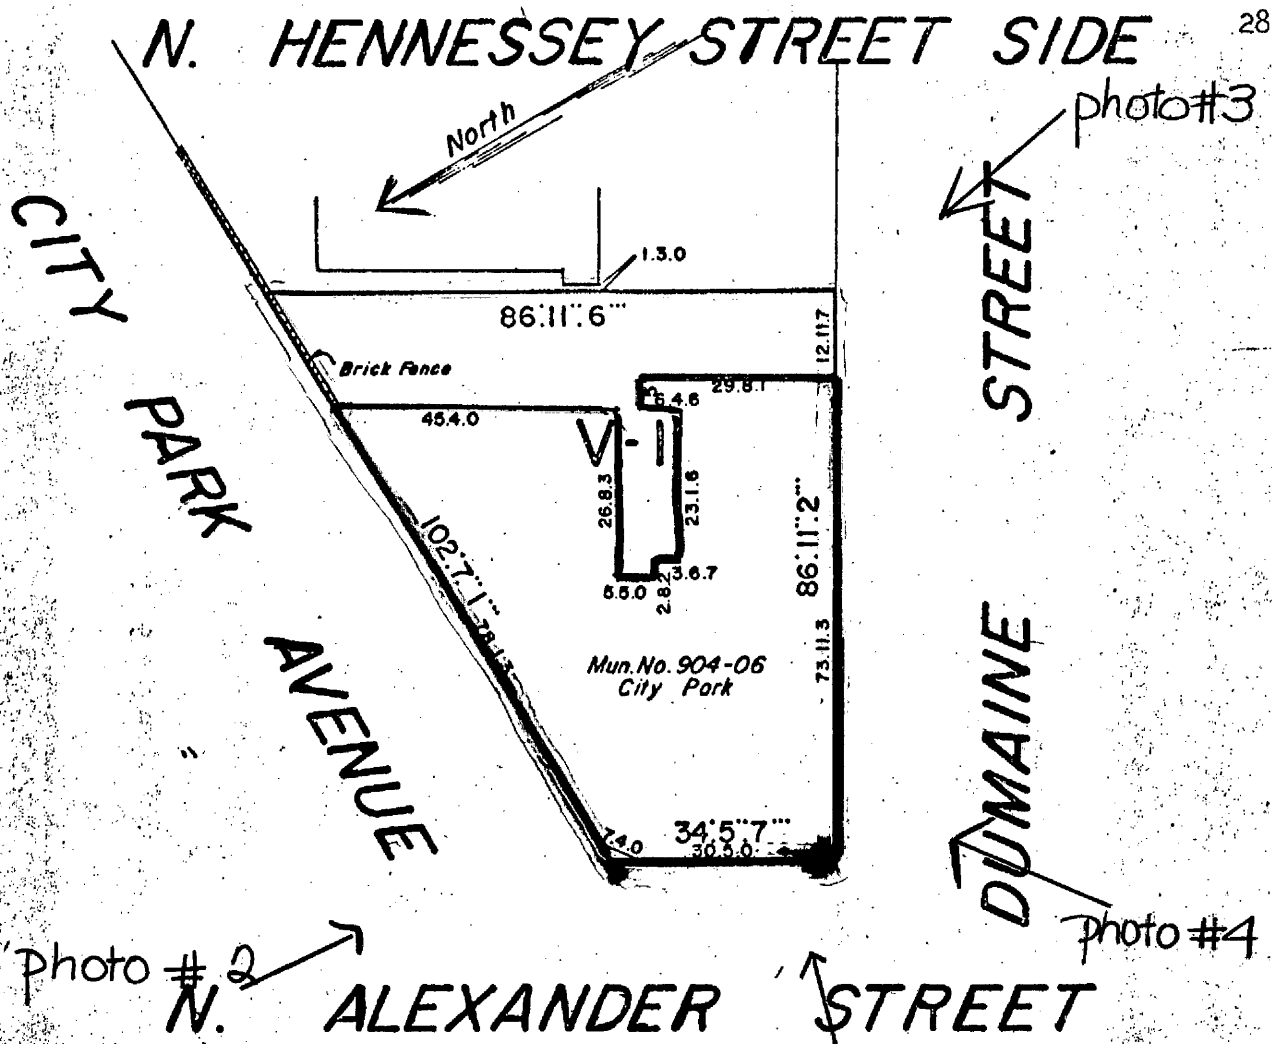 28
N. HENNESSEY STREET SIDE
photo #3
North
CITY PARK AVENUE
1.3.0
86'.11".6'''
12.11.7
Brick Fence
29.8.1
6.4.6
45.4.0
V-I
26.8.3
23.1.6
86'.11".2'''
102'.7".1'''
78.1.3
3.6.7
5.5.0
2.8.2
Mun. No. 904-06
City Park
73.11.3
7.4.0
34'5"7'''
30.5.0
DUMAINE STREET
photo #4
photo #2
N. ALEXANDER STREET